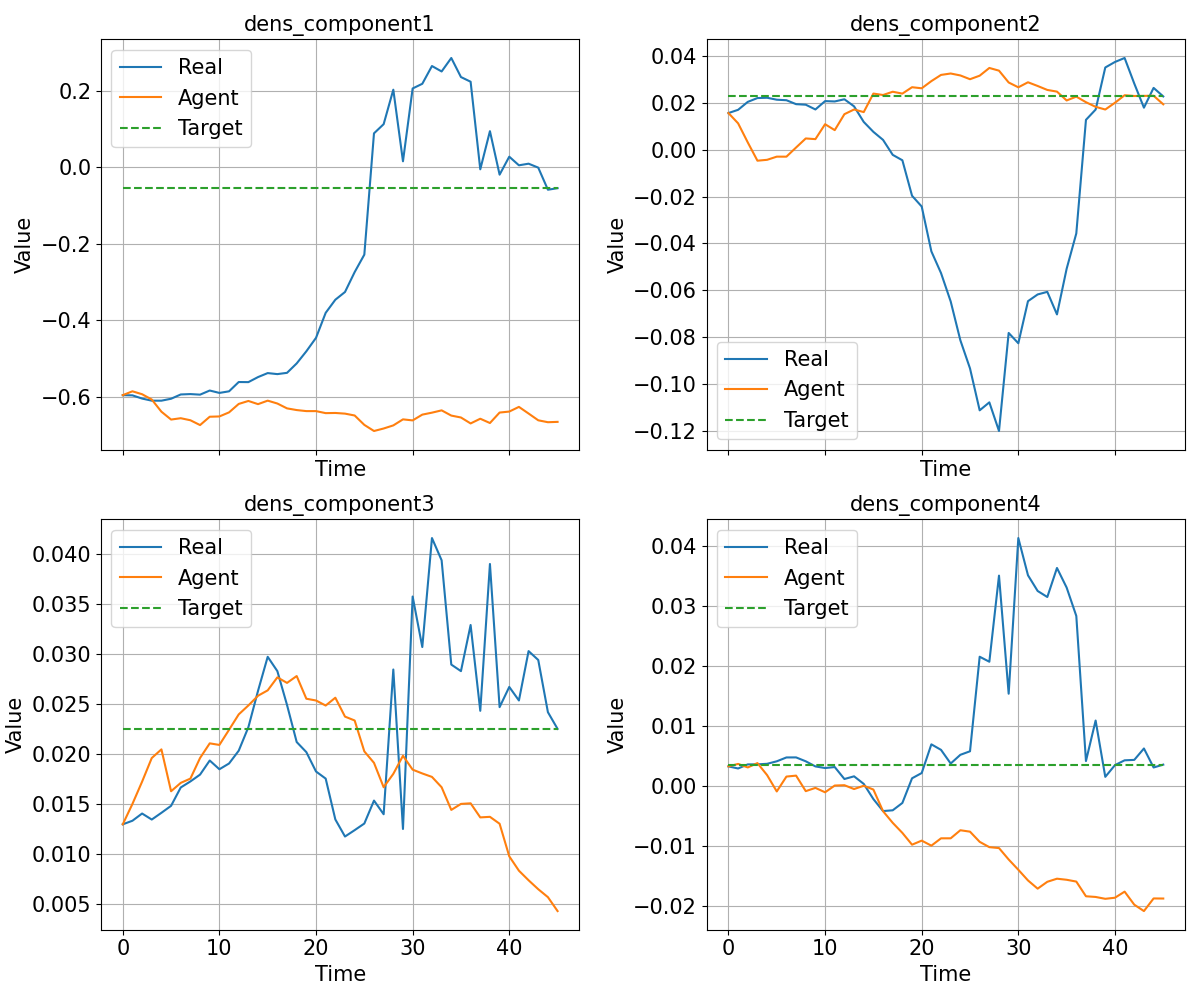 dens_component1
Real
Agent
Target
0.2
0.0
−0.2
−0.4
−0.6
Value
Time
dens_component2
0.04
0.02
0.00
−0.02
−0.04
−0.06
−0.08
−0.10
−0.12
Value
Real
Agent
Target
Time
dens_component3
Real
Agent
Target
0.040
0.035
0.030
0.025
0.020
0.015
0.010
0.005
Value
0 10 20 30 40
Time
dens_component4
Real
Agent
Target
0.04
0.03
0.02
0.01
0.00
−0.01
−0.02
Value
0 10 20 30 40
Time